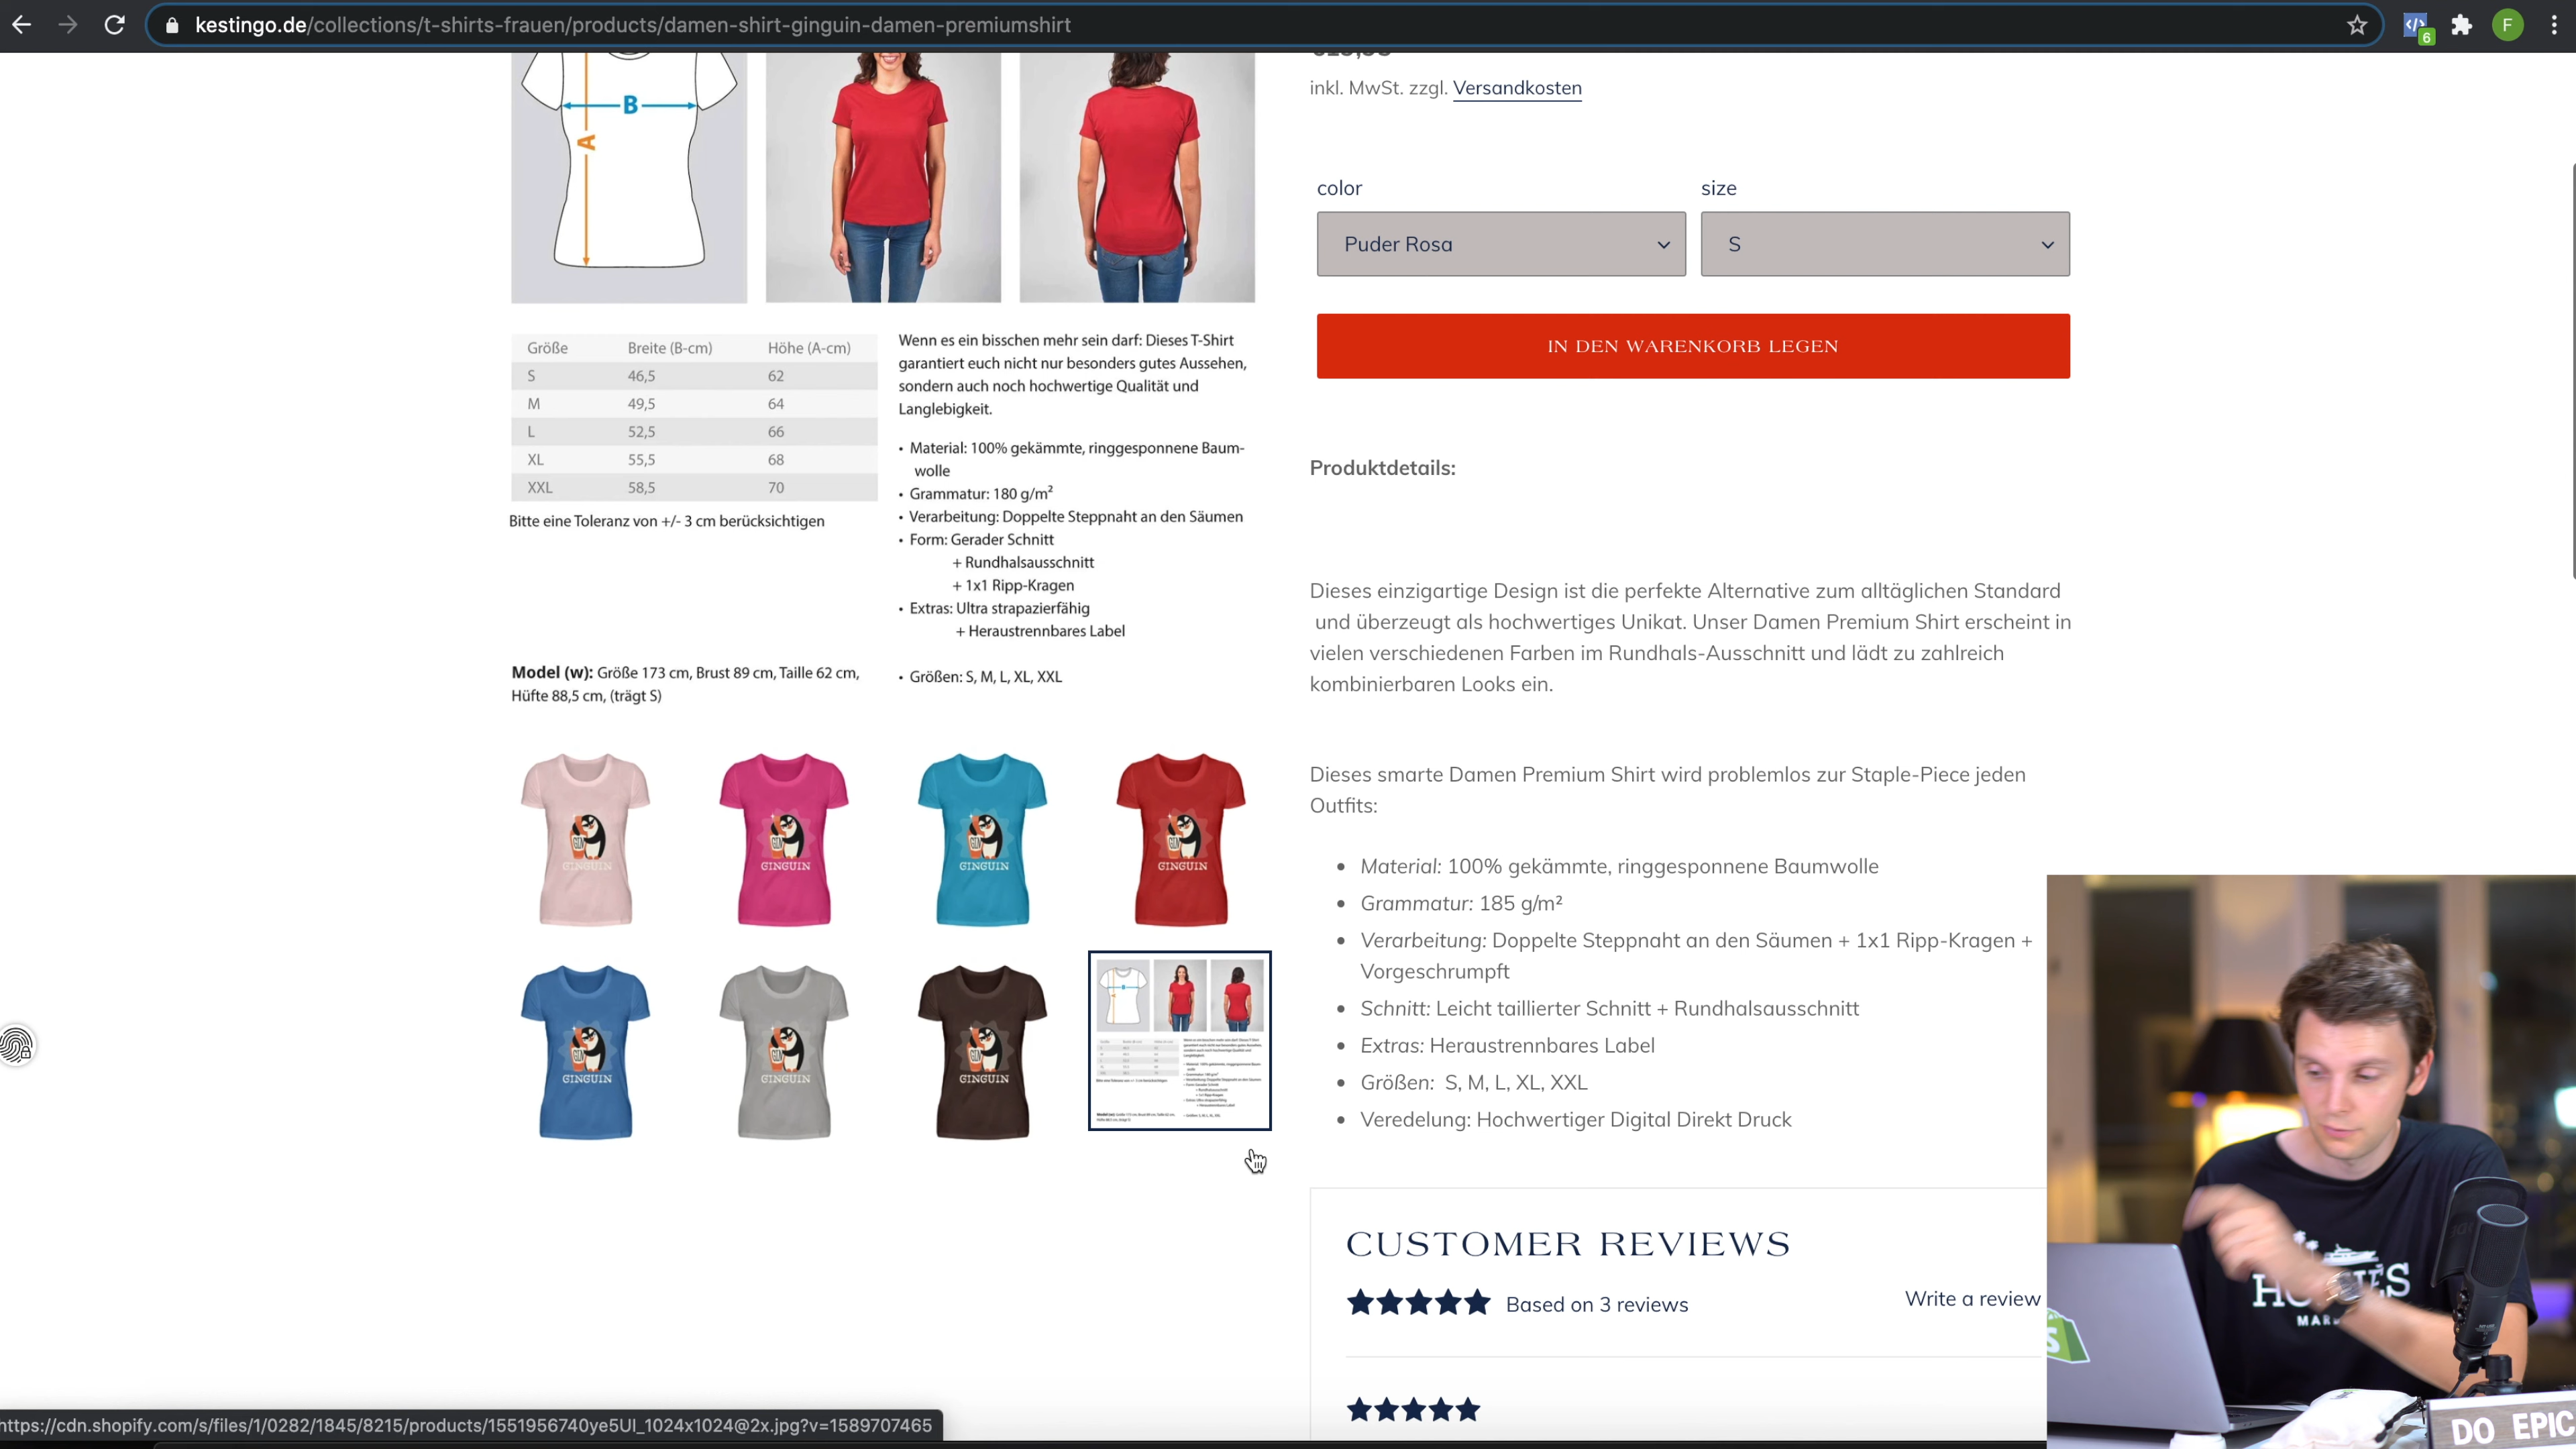 kestingo.de/collections/t-shirts-frauen/products/damen-shirt-ginguin-damen-premiumshirt
6
F
inkl. MwSt. zzgl. Versandkosten
B
A
color
size
Puder Rosa
S
IN DEN WARENKORB LEGEN
Größe Breite (B-cm) Höhe (A-cm)
S 46,5 62
M 49,5 64
L 52,5 66
XL 55,5 68
XXL 58,5 70
Bitte eine Toleranz von +/- 3 cm berücksichtigen
Model (w): Größe 173 cm, Brust 89 cm, Taille 62 cm,
Hüfte 88,5 cm, (trägt S)
Wenn es ein bisschen mehr sein darf: Dieses T-Shirt
garantiert euch nicht nur besonders gutes Aussehen,
sondern auch noch hochwertige Qualität und
Langlebigkeit.
• Material: 100% gekämmte, ringgesponnene Baum-
wolle
• Grammatur: 180 g/m²
• Verarbeitung: Doppelte Steppnaht an den Säumen
• Form: Gerader Schnitt
+ Rundhalsausschnitt
+ 1x1 Ripp-Kragen
• Extras: Ultra strapazierfähig
+ Heraustrennbares Label
• Größen: S, M, L, XL, XXL
GIN
GINGUIN
GIN
GINGUIN
GIN
GINGUIN
GIN
GINGUIN
GIN
GINGUIN
GIN
GINGUIN
GIN
GINGUIN
Produktdetails:
Dieses einzigartige Design ist die perfekte Alternative zum alltäglichen Standard
und überzeugt als hochwertiges Unikat. Unser Damen Premium Shirt erscheint in
vielen verschiedenen Farben im Rundhals-Ausschnitt und lädt zu zahlreich
kombinierbaren Looks ein.
Dieses smarte Damen Premium Shirt wird problemlos zur Staple-Piece jeden
Outfits:
• Material: 100% gekämmte, ringgesponnene Baumwolle
• Grammatur: 185 g/m²
• Verarbeitung: Doppelte Steppnaht an den Säumen + 1x1 Ripp-Kragen +
Vorgeschrumpft
• Schnitt: Leicht taillierter Schnitt + Rundhalsausschnitt
• Extras: Heraustrennbares Label
• Größen: S, M, L, XL, XXL
• Veredelung: Hochwertiger Digital Direkt Druck
CUSTOMER REVIEWS
Based on 3 reviews
Write a review
DO EPIC
https://cdn.shopify.com/s/files/1/0282/1845/8215/products/1551956740ye5UI_1024x1024@2x.jpg?v=1589707465